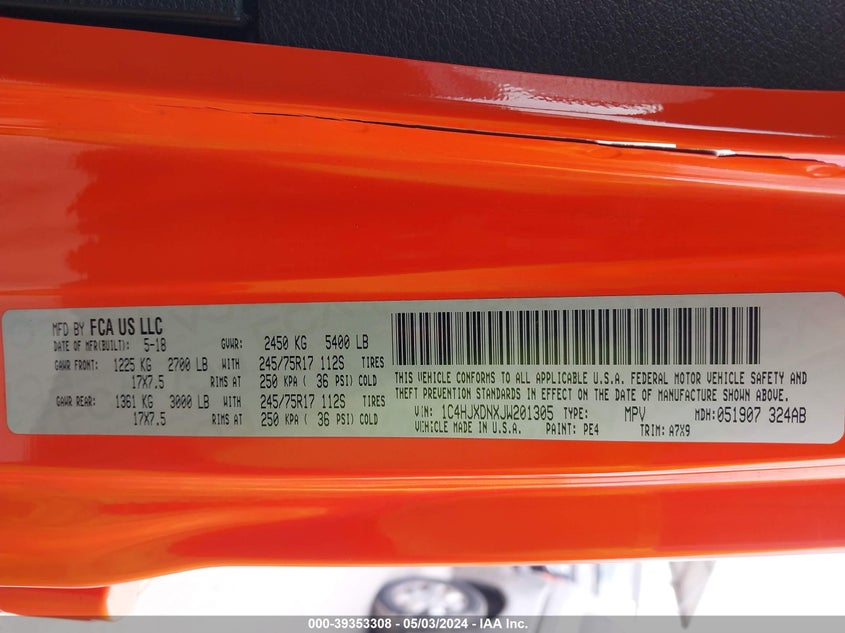 MFD BY FCA US LLC
DATE OF MFR(BUILT): 5-18 GVWR: 2450 KG 5400 LB
GAWR FRONT: 1225 KG 2700 LB WITH 245/75R17 112S TIRES
17X7.5 RIMS AT 250 KPA ( 36 PSI) COLD
GAWR REAR: 1361 KG 3000 LB WITH 245/75R17 112S TIRES
17X7.5 RIMS AT 250 KPA ( 36 PSI) COLD
THIS VEHICLE CONFORMS TO ALL APPLICABLE U.S.A. FEDERAL MOTOR VEHICLE SAFETY AND
THEFT PREVENTION STANDARDS IN EFFECT ON THE DATE OF MANUFACTURE SHOWN ABOVE.
VIN: 1C4HJXDNXJW201305 TYPE: MPV MDH:051907 324AB
VEHICLE MADE IN U.S.A. PAINT: PE4 TRIM: A7X9
000-39353308 - 05/03/2024 - IAA Inc.